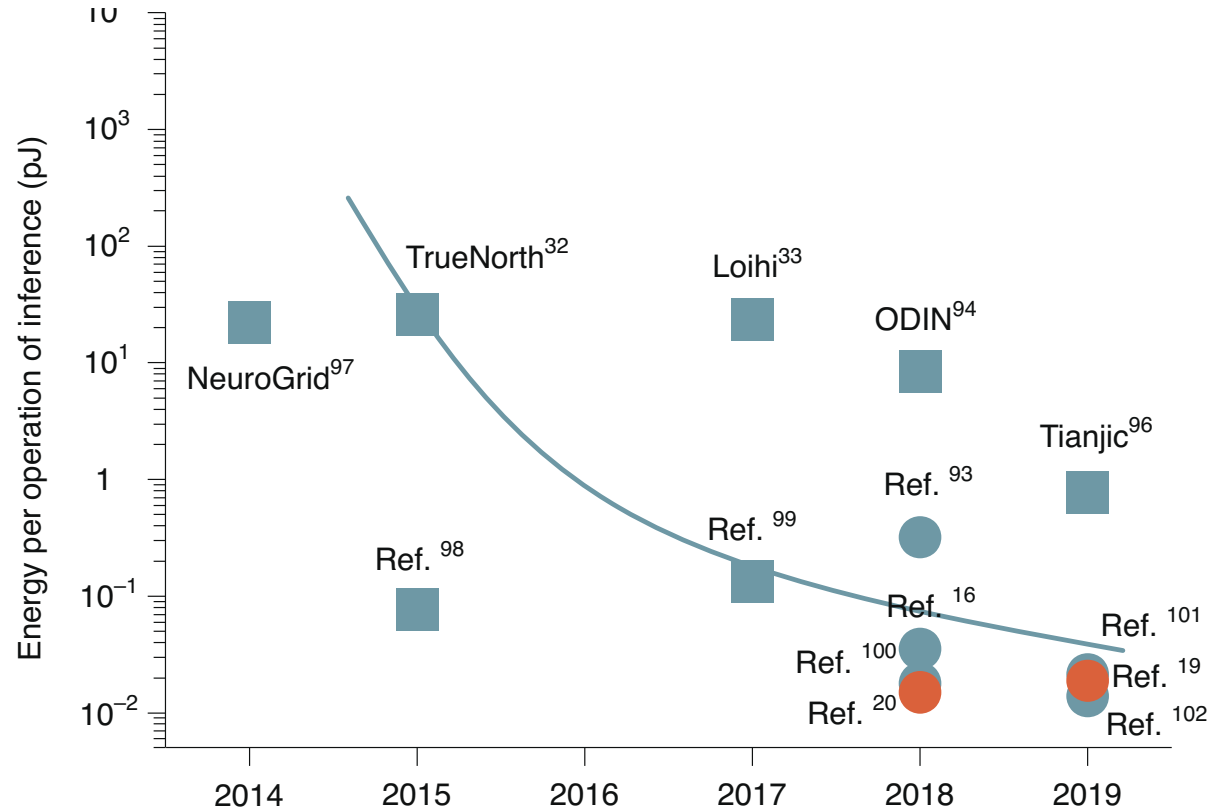 Energy per operation of inference (pJ)
10
10³
10²
10¹
1
10⁻¹
10⁻²
TrueNorth³²
Loihi³³
ODIN⁹⁴
NeuroGrid⁹⁷
Tianjic⁹⁶
Ref. ⁹³
Ref. ⁹⁹
Ref. ⁹⁸
Ref. ¹⁶
Ref. ¹⁰¹
Ref. ¹⁰⁰
Ref. ¹⁹
Ref. ²⁰
Ref. ¹⁰²
2014 2015 2016 2017 2018 2019